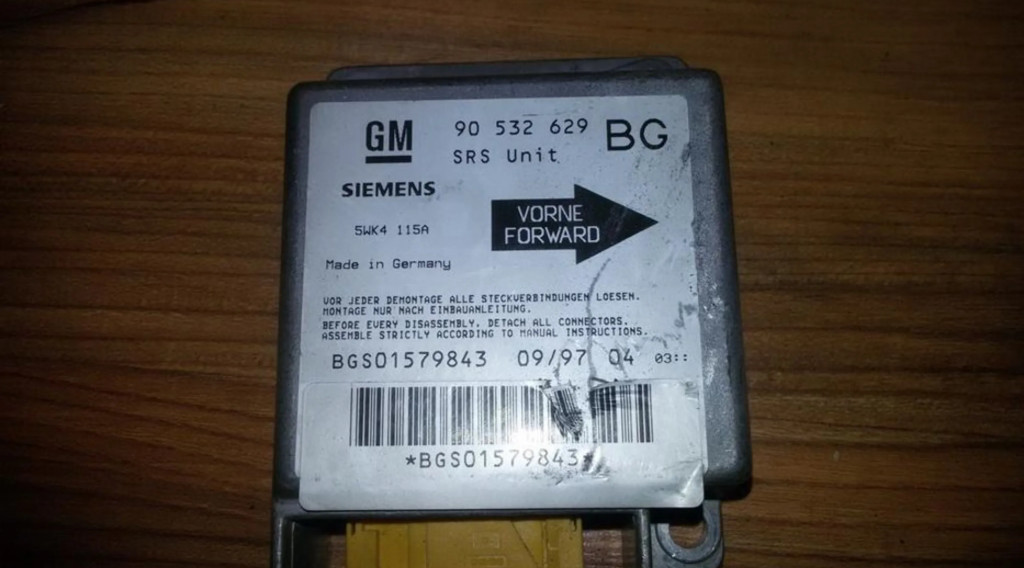 GM 90 532 629 BG
SRS Unit
SIEMENS
VORNE
FORWARD
5WK4 115A
Made in Germany
VOR JEDER DEMONTAGE ALLE STECKVERBINDUNGEN LOESEN.
MONTAGE NUR NACH EINBAUANLEITUNG.
BEFORE EVERY DISASSEMBLY, DETACH ALL CONNECTORS.
ASSEMBLE STRICTLY ACCORDING TO MANUAL INSTRUCTIONS.
BGS01579843 09/97 04 03::
*BGS01579843*